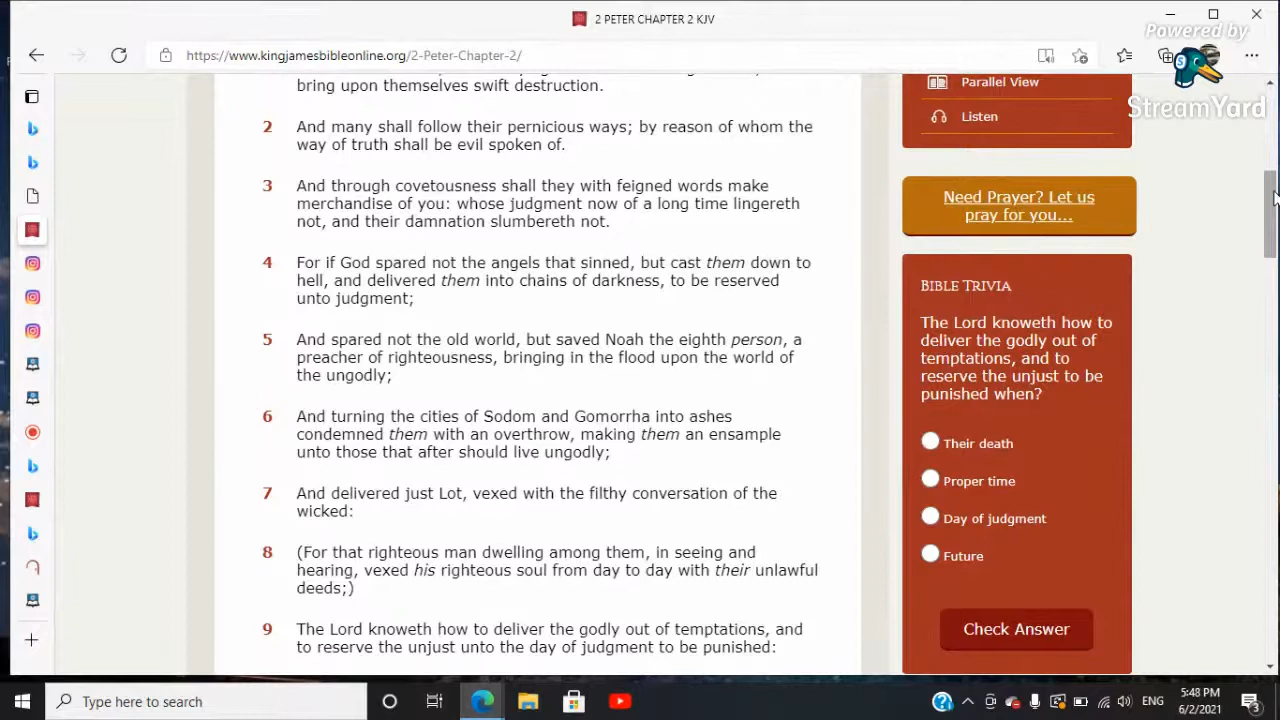 2 PETER CHAPTER 2 KJV
Powered by
StreamYard
https://www.kingjamesbibleonline.org/2-Peter-Chapter-2/
bring upon themselves swift destruction.
2 And many shall follow their pernicious ways; by reason of whom the
way of truth shall be evil spoken of.
3 And through covetousness shall they with feigned words make
merchandise of you: whose judgment now of a long time lingereth
not, and their damnation slumbereth not.
4 For if God spared not the angels that sinned, but cast them down to
hell, and delivered them into chains of darkness, to be reserved
unto judgment;
5 And spared not the old world, but saved Noah the eighth person, a
preacher of righteousness, bringing in the flood upon the world of
the ungodly;
6 And turning the cities of Sodom and Gomorrha into ashes
condemned them with an overthrow, making them an ensample
unto those that after should live ungodly;
7 And delivered just Lot, vexed with the filthy conversation of the
wicked:
8 (For that righteous man dwelling among them, in seeing and
hearing, vexed his righteous soul from day to day with their unlawful
deeds;)
9 The Lord knoweth how to deliver the godly out of temptations, and
to reserve the unjust unto the day of judgment to be punished:
Parallel View
Listen
Need Prayer? Let us
pray for you...
BIBLE TRIVIA
The Lord knoweth how to
deliver the godly out of
temptations, and to
reserve the unjust to be
punished when?
Their death
Proper time
Day of judgment
Future
Check Answer
Type here to search
ENG
5:48 PM
6/2/2021
3